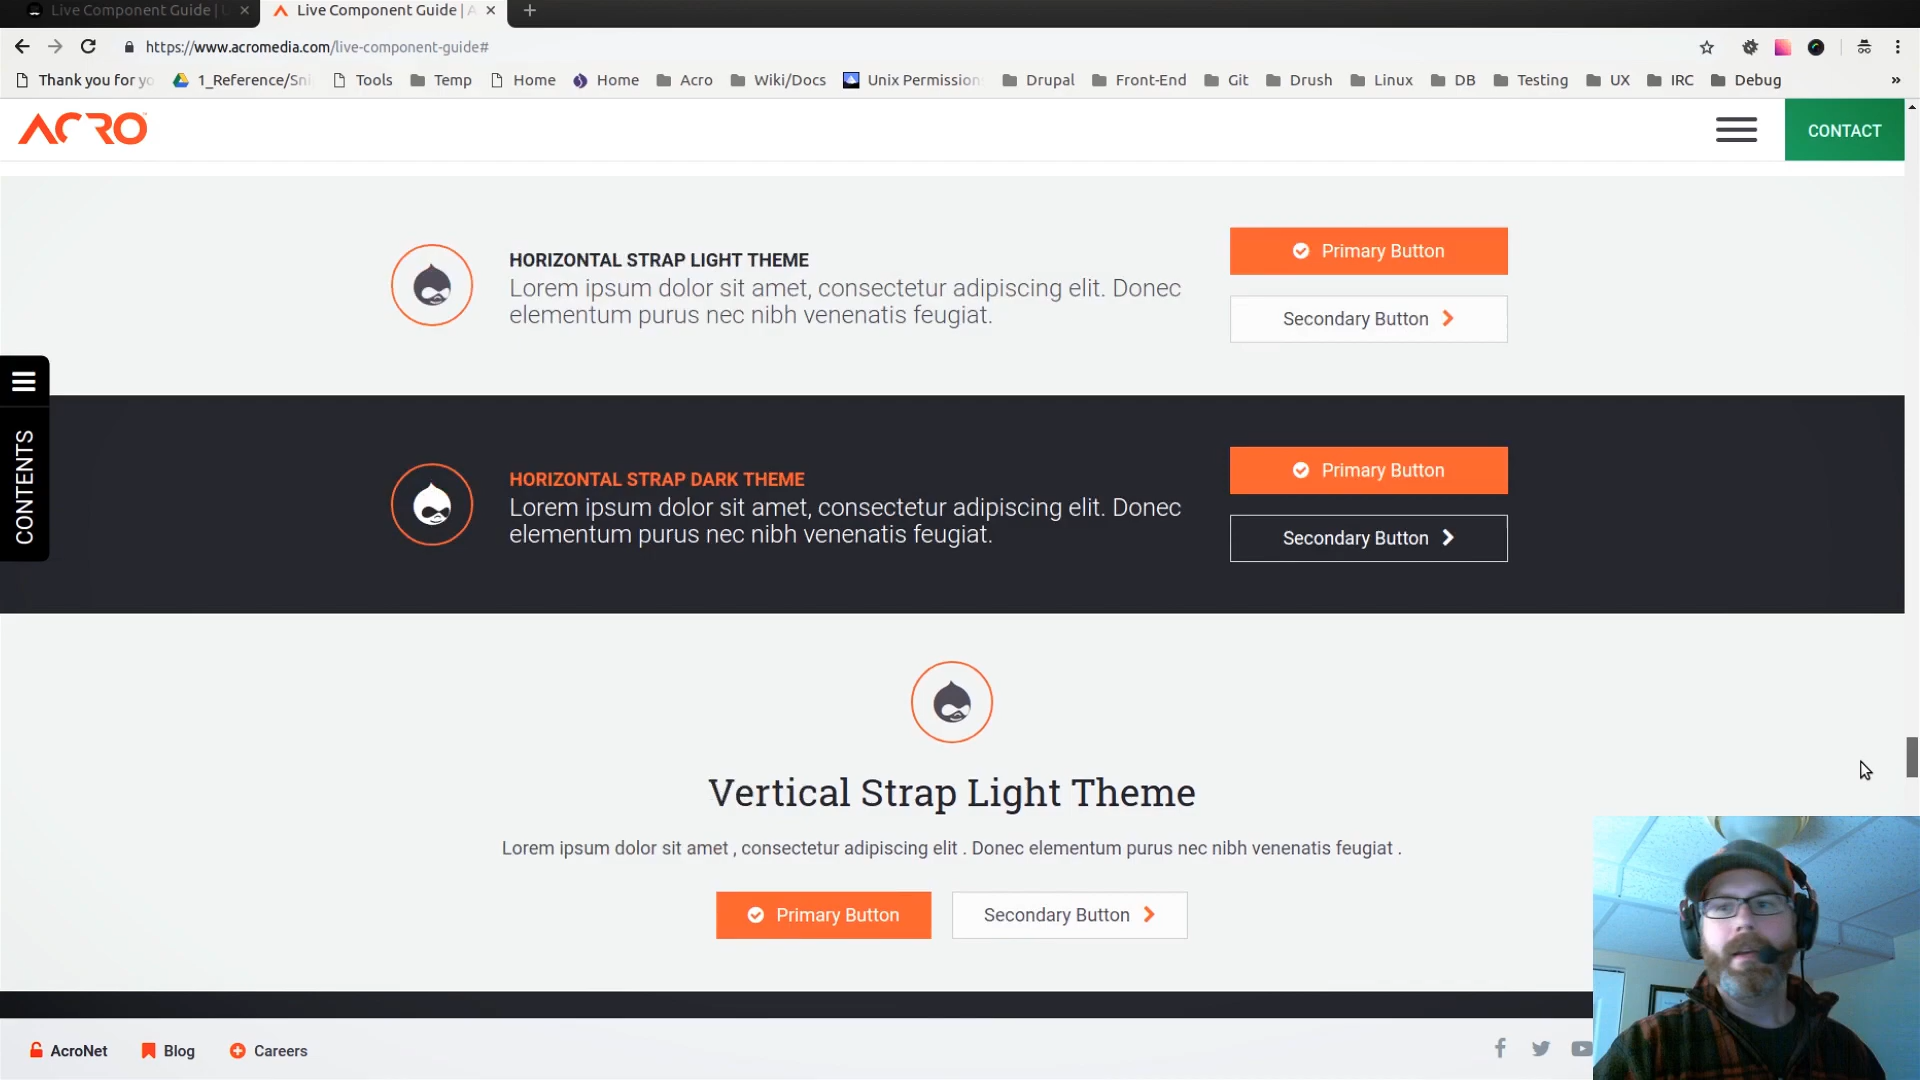 Live Component Guide |
Live Component Guide | A
https://www.acromedia.com/live-component-guide#
Thank you for yo
1_Reference/Sni
Tools
Temp
Home
Home
Acro
Wiki/Docs
Unix Permission
Drupal
Front-End
Git
Drush
Linux
DB
Testing
UX
IRC
Debug
»
ACRO
CONTACT
HORIZONTAL STRAP LIGHT THEME
Lorem ipsum dolor sit amet, consectetur adipiscing elit. Donec
elementum purus nec nibh venenatis feugiat.
Primary Button
Secondary Button
CONTENTS
HORIZONTAL STRAP DARK THEME
Lorem ipsum dolor sit amet, consectetur adipiscing elit. Donec
elementum purus nec nibh venenatis feugiat.
Primary Button
Secondary Button
Vertical Strap Light Theme
Lorem ipsum dolor sit amet , consectetur adipiscing elit . Donec elementum purus nec nibh venenatis feugiat .
Primary Button
Secondary Button
AcroNet
Blog
Careers